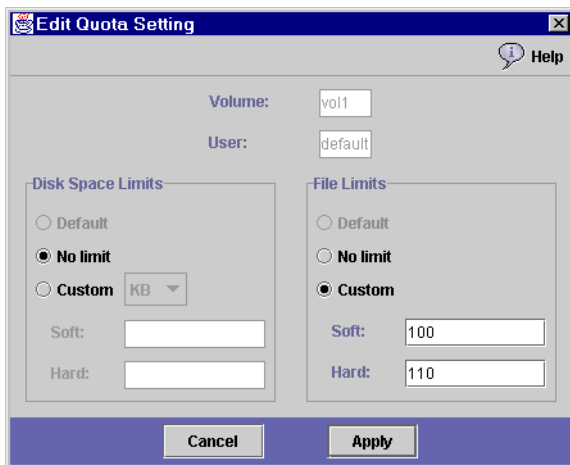 Edit Quota Setting
Help
Volume: vol1
User: default
Disk Space Limits
Default
No limit
Custom KB
Soft:
Hard:
File Limits
Default
No limit
Custom
Soft: 100
Hard: 110
Cancel Apply